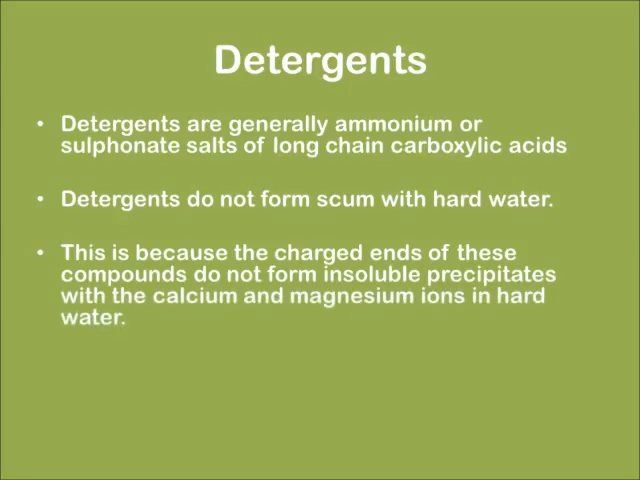 Detergents
• Detergents are generally ammonium or
sulphonate salts of long chain carboxylic acids
• Detergents do not form scum with hard water.
• This is because the charged ends of these
compounds do not form insoluble precipitates
with the calcium and magnesium ions in hard
water.